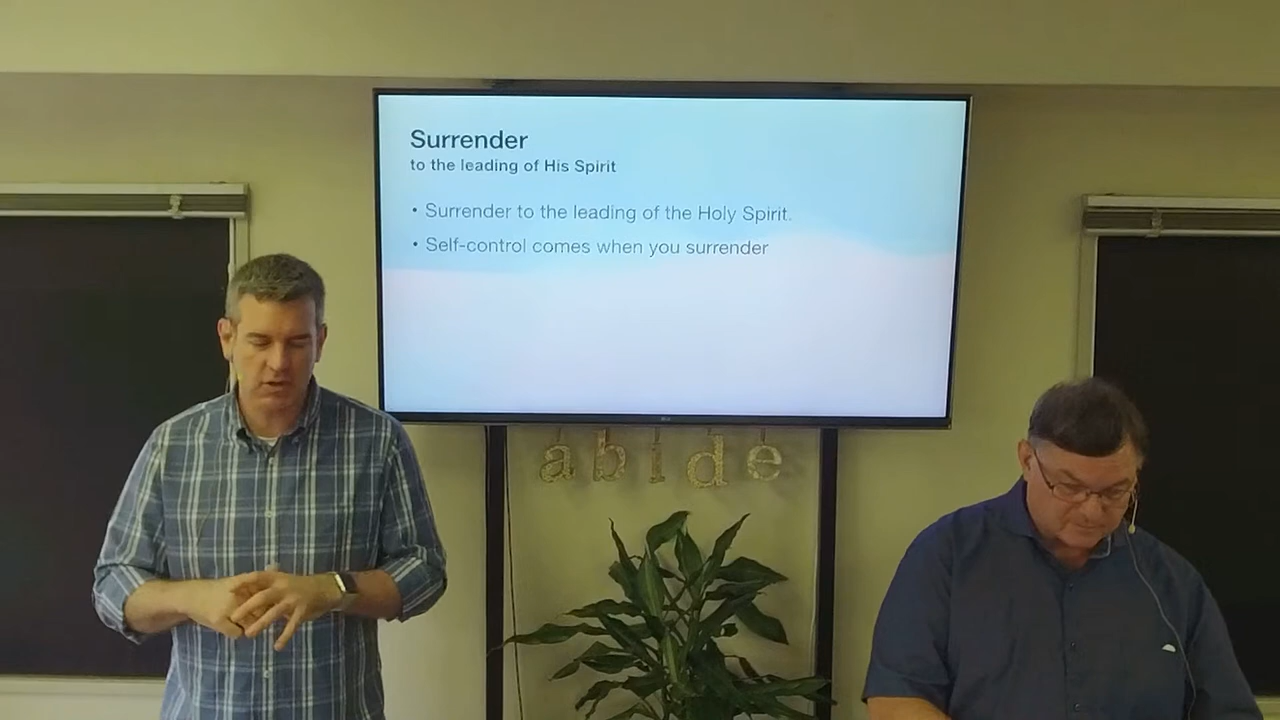 Surrender
to the leading of His Spirit
• Surrender to the leading of the Holy Spirit.
• Self-control comes when you surrender
abide